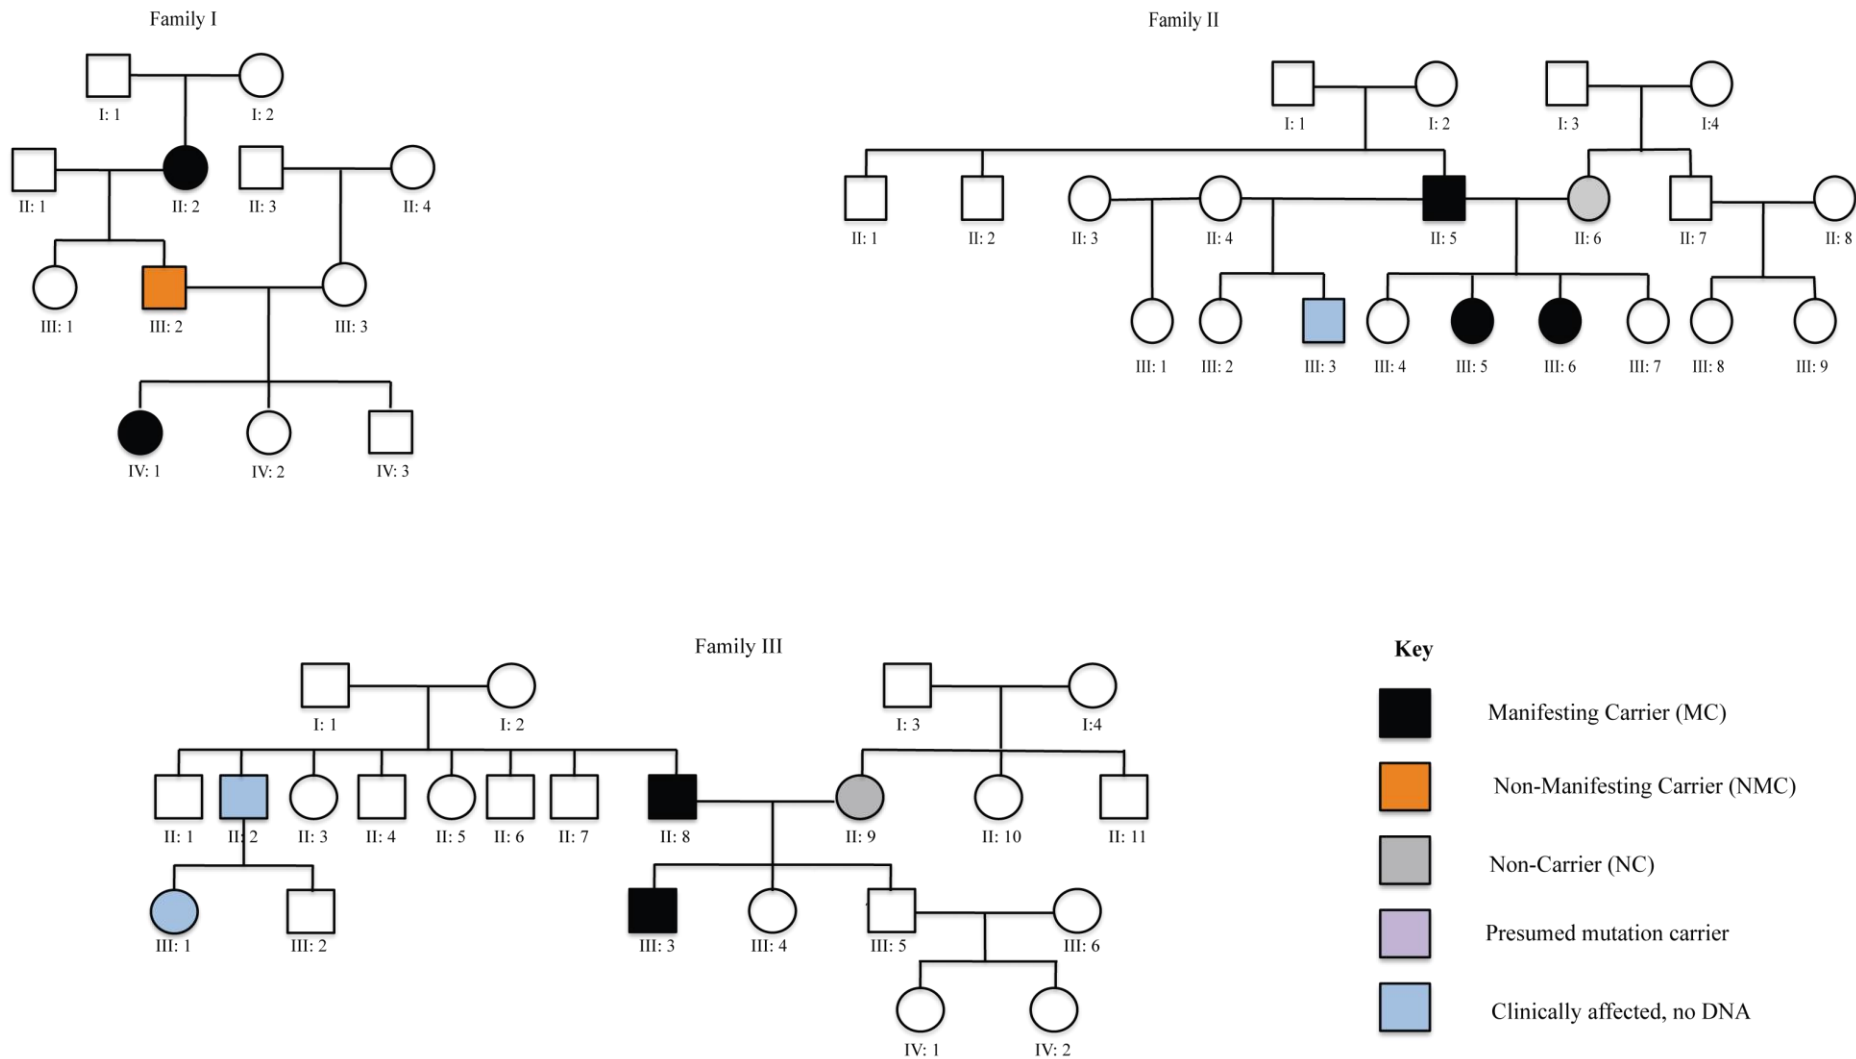 Family I
I: 1 I: 2
II: 1 II: 2 II: 3 II: 4
III: 1 III: 2 III: 3
IV: 1 IV: 2 IV: 3
Family II
I: 1 I: 2 I: 3 I:4
II: 1 II: 2 II: 3 II: 4 II: 5 II: 6 II: 7 II: 8
III: 1 III: 2 III: 3 III: 4 III: 5 III: 6 III: 7 III: 8 III: 9
Family III
I: 1 I: 2 I: 3 I:4
II: 1 II: 2 II: 3 II: 4 II: 5 II: 6 II: 7 II: 8 II: 9 II: 10 II: 11
III: 1 III: 2 III: 3 III: 4 III: 5 III: 6
IV: 1 IV: 2
Key
Manifesting Carrier (MC)
Non-Manifesting Carrier (NMC)
Non-Carrier (NC)
Presumed mutation carrier
Clinically affected, no DNA